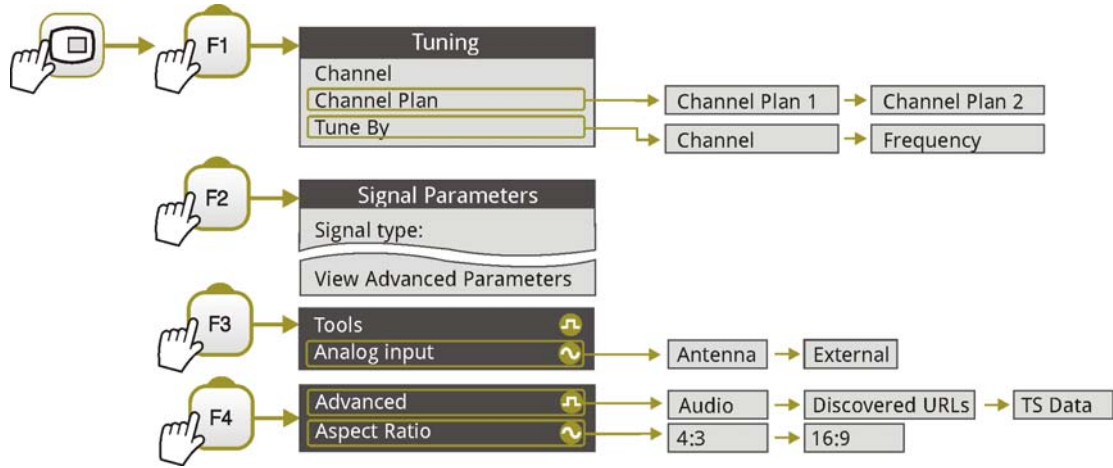 F1
Tuning
Channel
Channel Plan
Channel Plan 1
Channel Plan 2
Tune By
Channel
Frequency
F2
Signal Parameters
Signal type:
View Advanced Parameters
F3
Tools
Analog input
Antenna
External
F4
Advanced
Audio
Discovered URLs
TS Data
Aspect Ratio
4:3
16:9